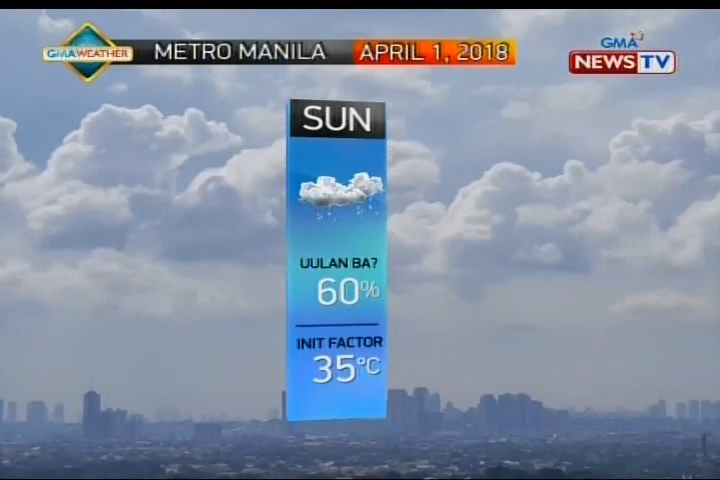 GMA WEATHER
METRO MANILA
APRIL 1, 2018
GMA
NEWS TV
SUN
UULAN BA?
60%
INIT FACTOR
35°C